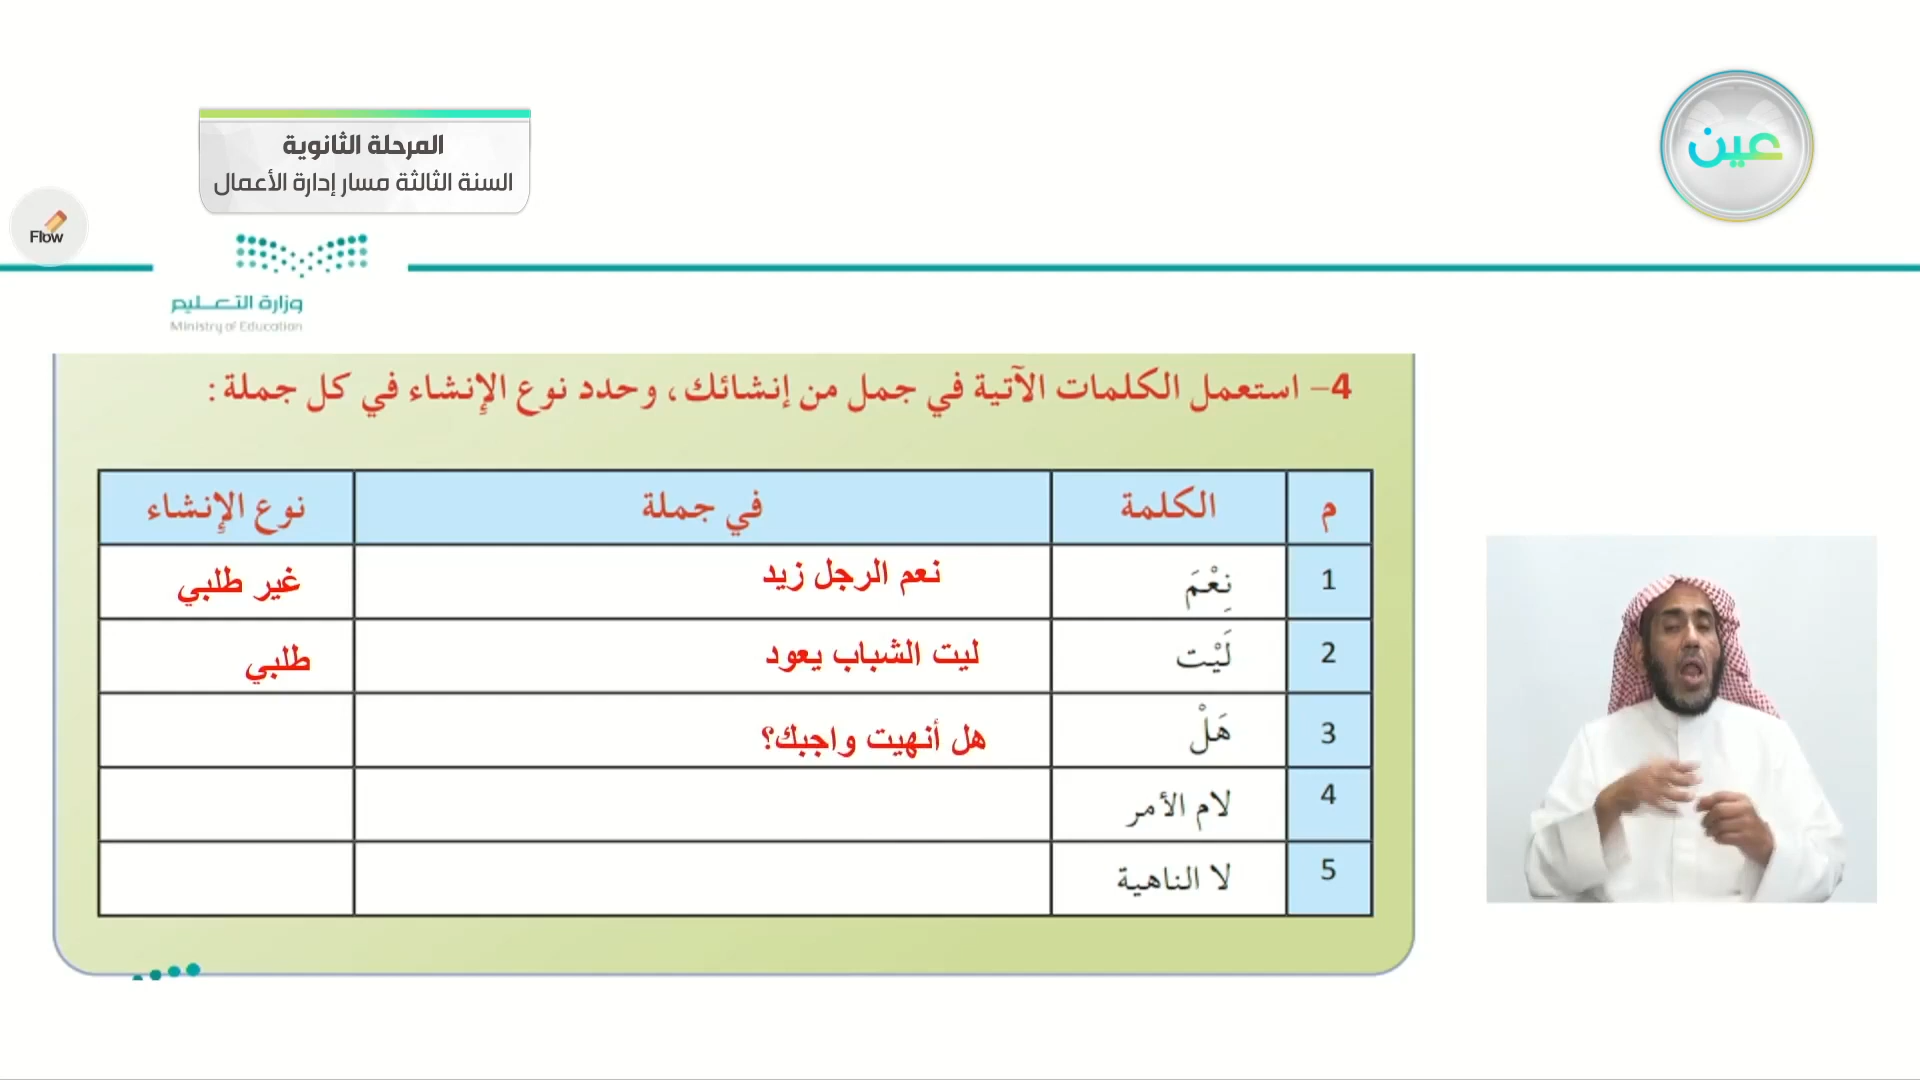 المرحلة الثانوية
السنة الثالثة مسار إدارة الأعمال
عين
Flow
وزارة التعليم
Ministry of Education
4- استعمل الكلمات الآتية في جمل من إنشائك، وحدد نوع الإنشاء في كل جملة:
م الكلمة في جملة نوع الإنشاء
1 نِعْمَ نعم الرجل زيد غير طلبي
2 لَيْت ليت الشباب يعود طلبي
3 هَلْ هل أنهيت واجبك؟
4 لام الأمر
5 لا الناهية